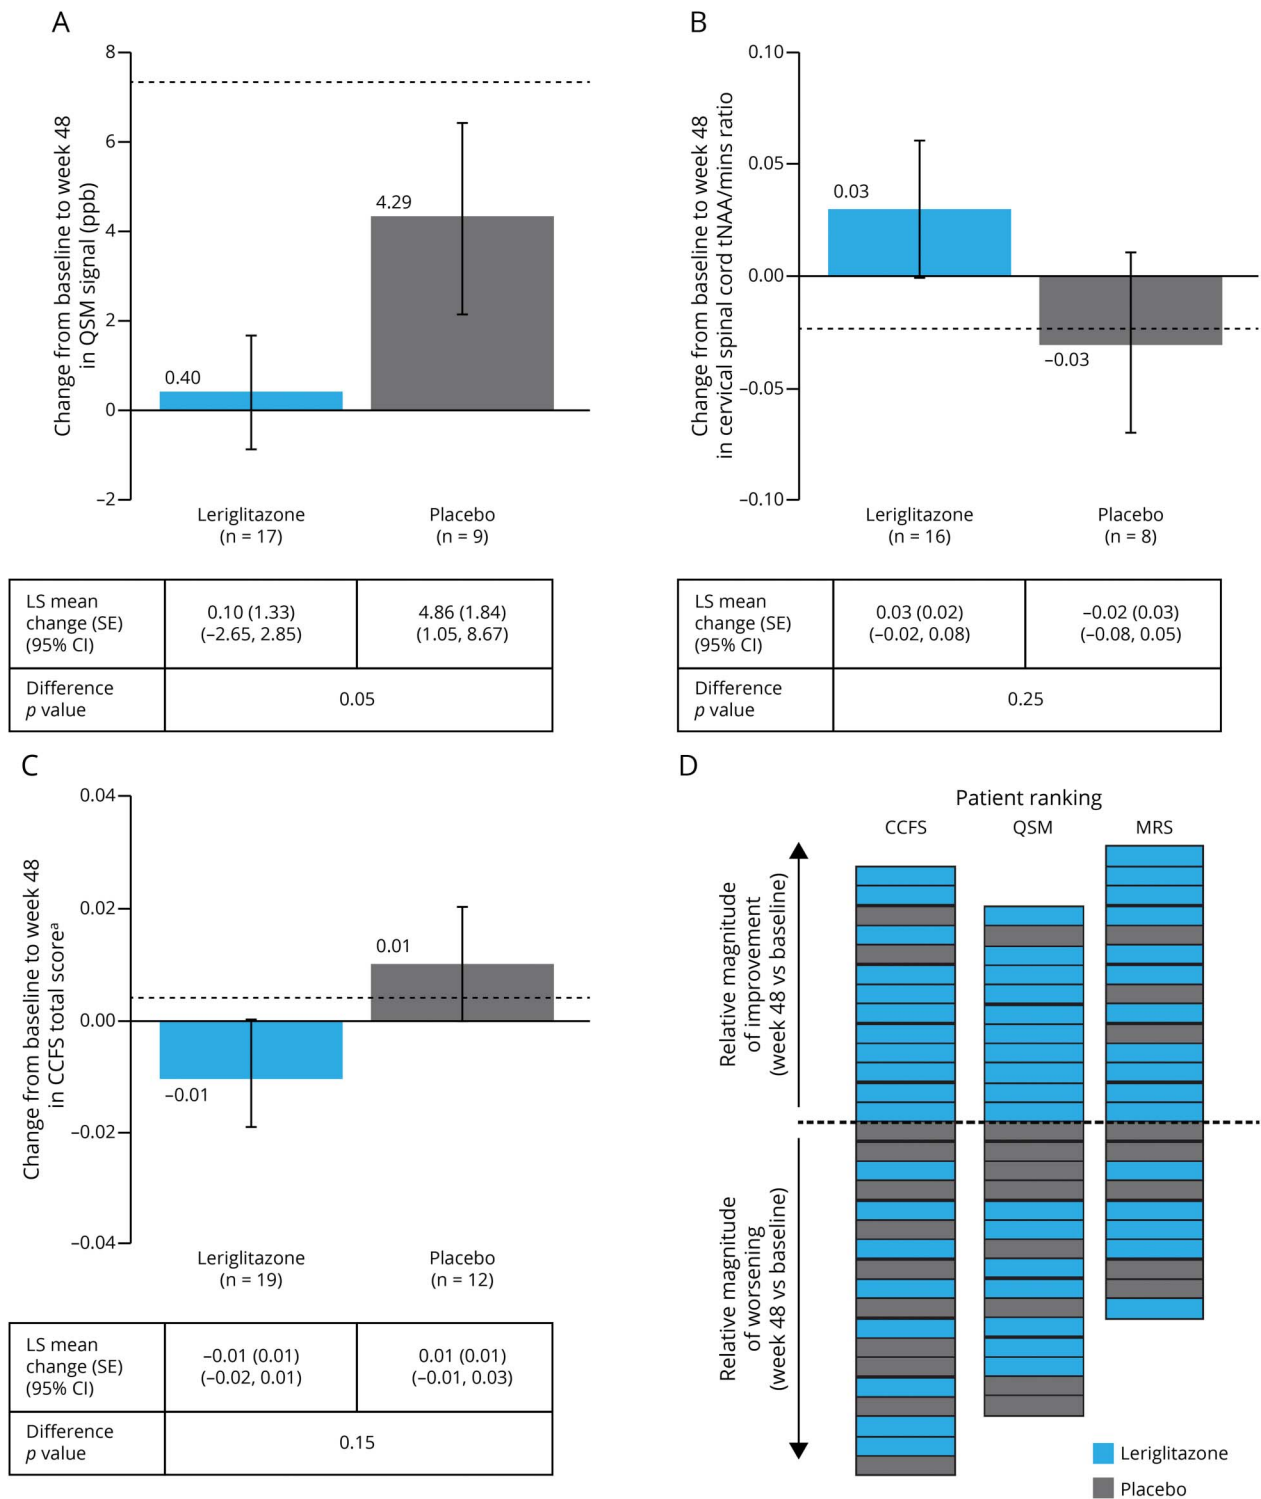 A
Change from baseline to week 48
in QSM signal (ppb)
8
6
4
2
0
–2
0.40
4.29
Leriglitazone
(n = 17)
Placebo
(n = 9)
LS mean
change (SE)
(95% CI)
0.10 (1.33)
(–2.65, 2.85)
4.86 (1.84)
(1.05, 8.67)
Difference
p value
0.05
B
Change from baseline to week 48
in cervical spinal cord tNAA/mins ratio
0.10
0.05
0.00
–0.05
–0.10
0.03
–0.03
Leriglitazone
(n = 16)
Placebo
(n = 8)
LS mean
change (SE)
(95% CI)
0.03 (0.02)
(–0.02, 0.08)
–0.02 (0.03)
(–0.08, 0.05)
Difference
p value
0.25
C
Change from baseline to week 48
in CCFS total scoreª
0.04
0.02
0.00
–0.02
–0.04
–0.01
0.01
Leriglitazone
(n = 19)
Placebo
(n = 12)
LS mean
change (SE)
(95% CI)
–0.01 (0.01)
(–0.02, 0.01)
0.01 (0.01)
(–0.01, 0.03)
Difference
p value
0.15
D
Patient ranking
CCFS
QSM
MRS
Relative magnitude
of improvement
(week 48 vs baseline)
Relative magnitude
of worsening
(week 48 vs baseline)
Leriglitazone
Placebo